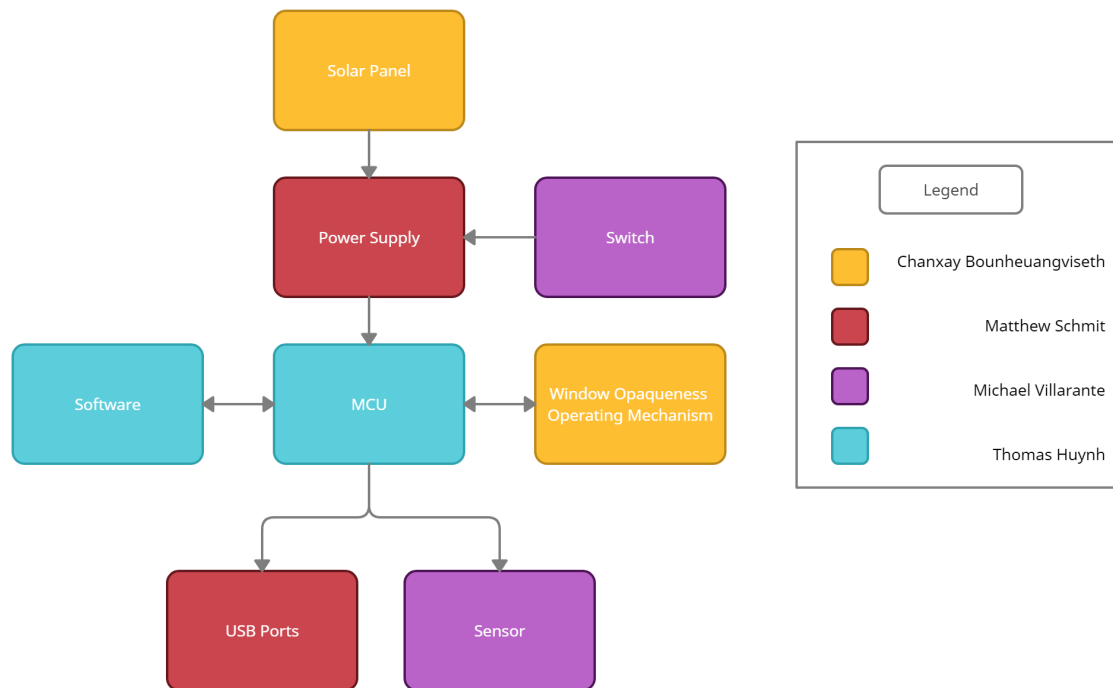 Solar Panel
Power Supply
Switch
Software
MCU
Window Opaqueness
Operating Mechanism
USB Ports
Sensor
Legend
Chanxay Bounheuangviseth
Matthew Schmit
Michael Villarante
Thomas Huynh